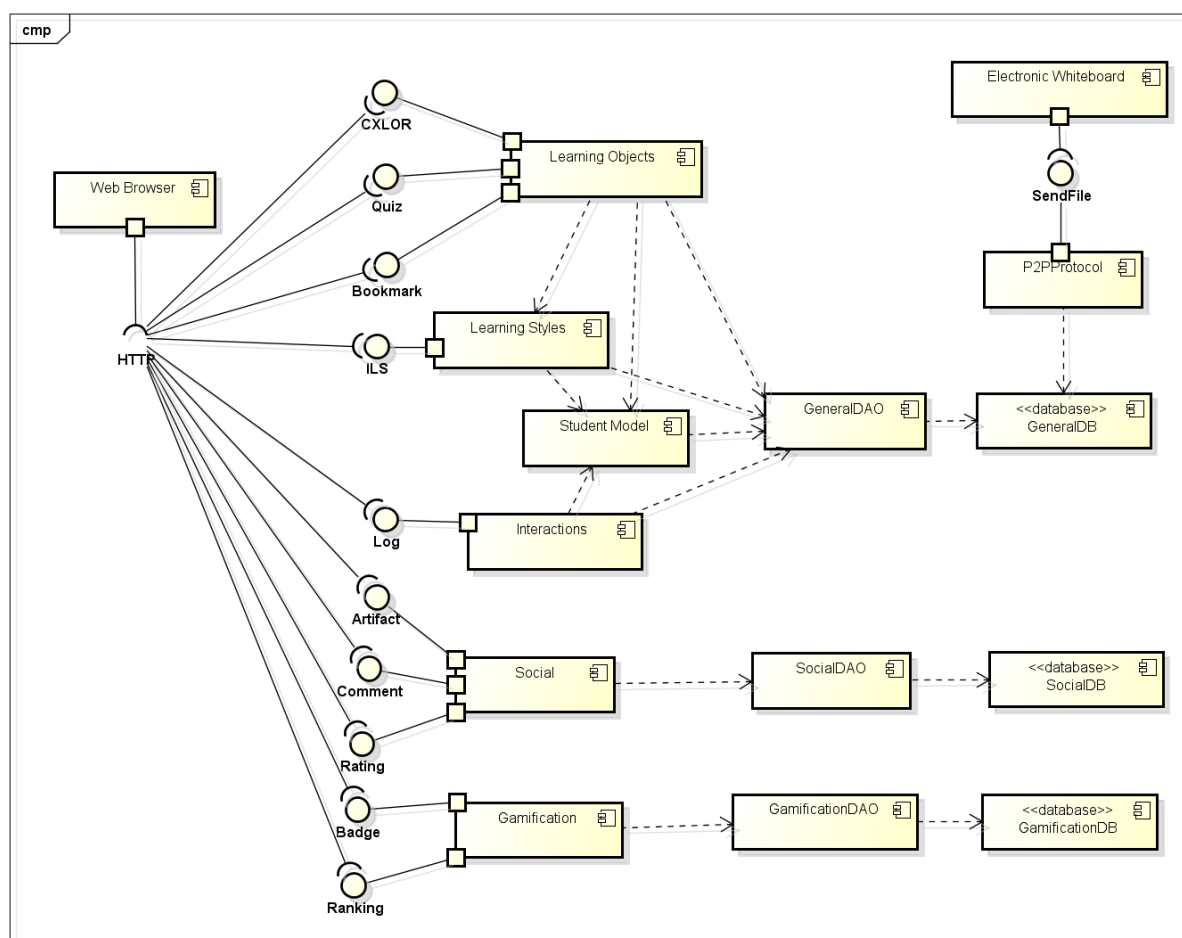 cmp
Electronic Whiteboard
CXLOR
Learning Objects
Web Browser
Quiz
SendFile
Bookmark
P2PProtocol
Learning Styles
HTTP
ILS
GeneralDAO
<<database>>
GeneralDB
Student Model
Log
Interactions
Artifact
Social
SocialDAO
<<database>>
SocialDB
Comment
Rating
Badge
Gamification
GamificationDAO
<<database>>
GamificationDB
Ranking